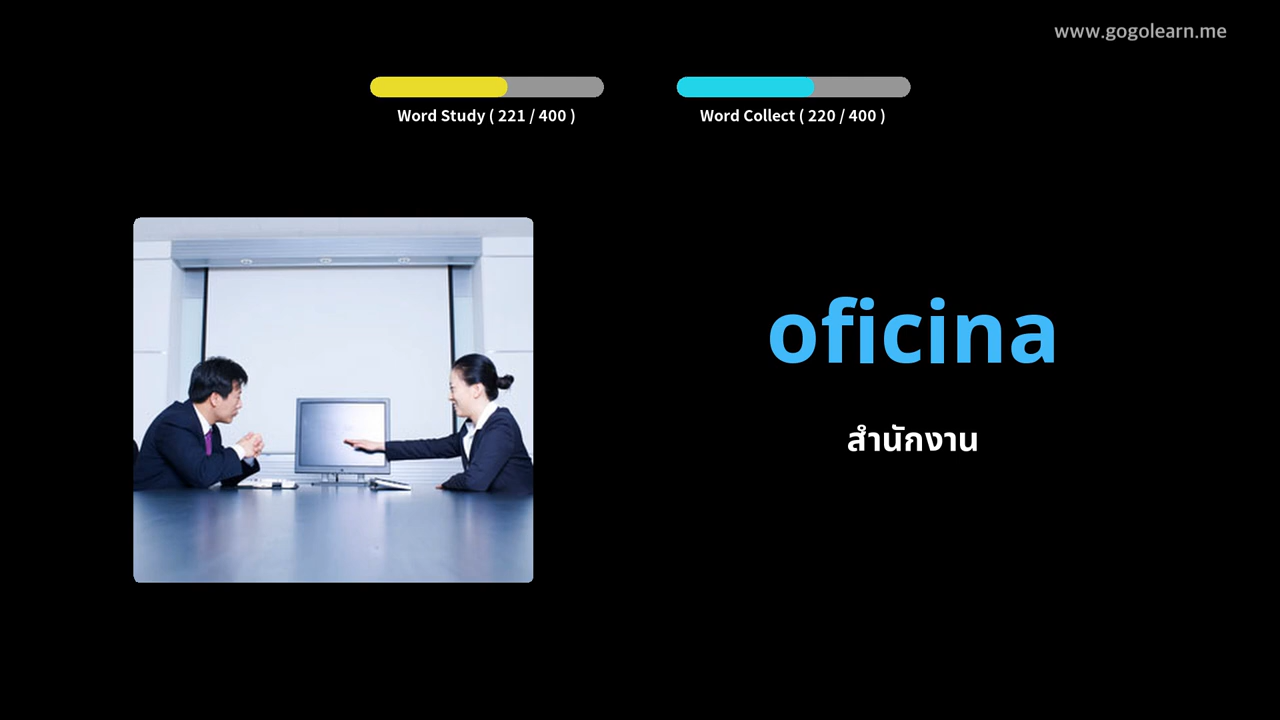 www.gogolearn.me
Word Study ( 221 / 400 )
Word Collect ( 220 / 400 )
oficina
สำนักงาน